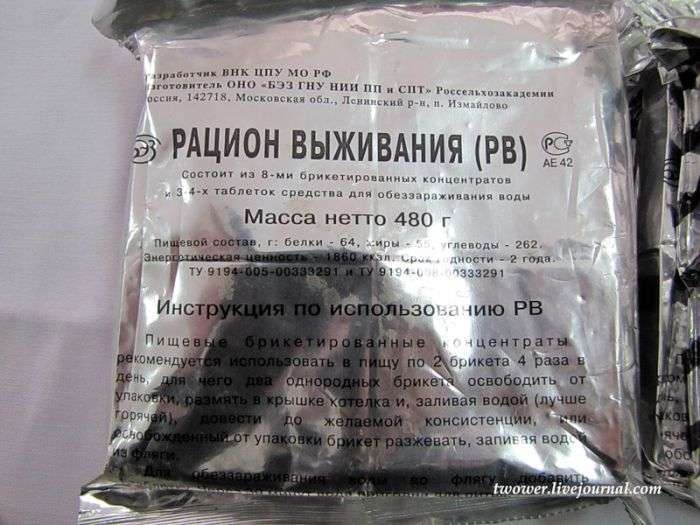 Разработчик ВНК ЦПУ МО РФ
Изготовитель ОНО «БЭЗ ГНУ НИИ ПП и СПТ» Россельхозакадемии
Россия, 142718, Московская обл., Ленинский р-н, п. Измайлово
БЭЗ
РАЦИОН ВЫЖИВАНИЯ (РВ)
АЕ 42
Состоит из 8-ми брикетированных концентратов
и 3-4-х таблеток средства для обеззараживания воды
Масса нетто 480 г
Пищевой состав, г: белки - 64, жиры - 55, углеводы - 262.
Энергетическая ценность - 1860 ккал. Срок годности - 2 года.
ТУ 9194-005-00333291 и ТУ 9194-008-00333291
Инструкция по использованию РВ
Пищевые брикетированные концентраты
рекомендуется использовать в пищу по 2 брикета 4 раза в
день, для чего два однородных брикета освободить от
упаковки, размять в крышке котелка и, заливая водой (лучше
горячей), довести до желаемой консистенции, или
освобожденный от упаковки брикет разжевать, запивая водой
из фляги.
Для обеззараживания воды во флягу добавить
twower.livejournal.com